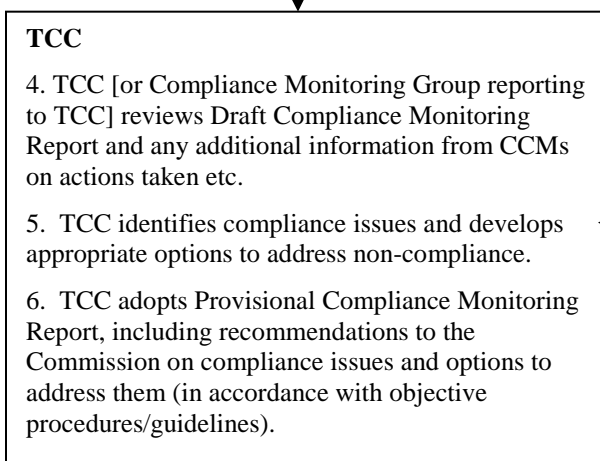 TCC
4. TCC [or Compliance Monitoring Group reporting
to TCC] reviews Draft Compliance Monitoring
Report and any additional information from CCMs
on actions taken etc.
5.  TCC identifies compliance issues and develops
appropriate options to address non-compliance.
6.  TCC adopts Provisional Compliance Monitoring
Report, including recommendations to the
Commission on compliance issues and options to
address them (in accordance with objective
procedures/guidelines).